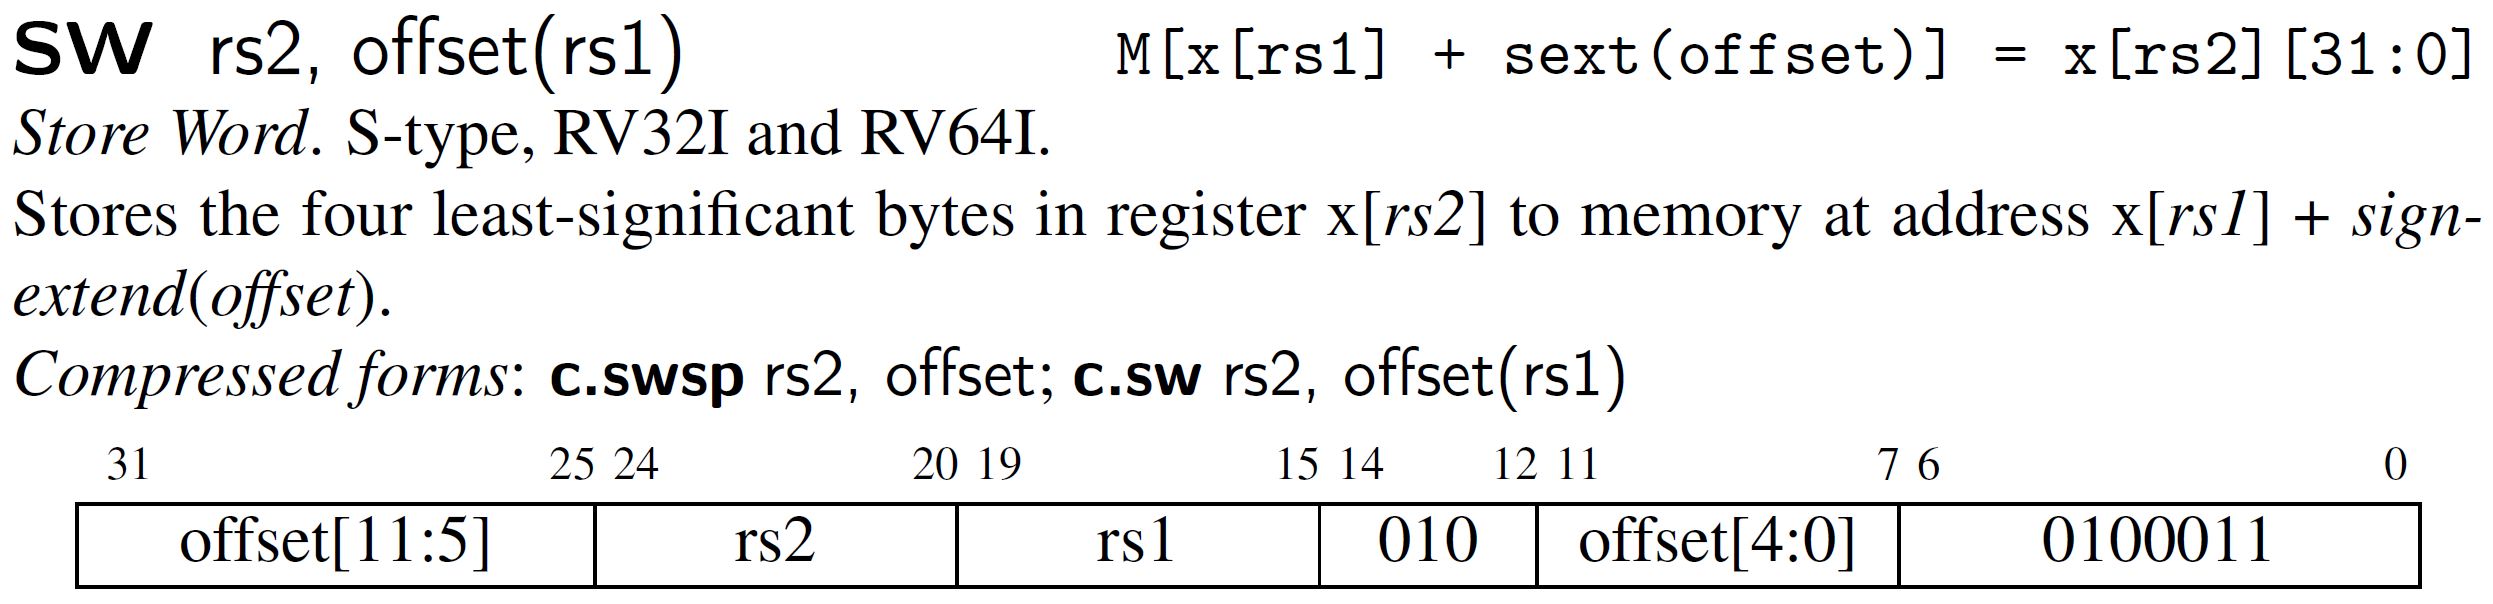 sw rs2, offset(rs1) M[x[rs1] + sext(offset)] = x[rs2][31:0]
Store Word. S-type, RV32I and RV64I.
Stores the four least-significant bytes in register x[rs2] to memory at address x[rs1] + sign-
extend(offset).
Compressed forms: c.swsp rs2, offset; c.sw rs2, offset(rs1)
31 25 24 20 19 15 14 12 11 7 6 0
offset[11:5] rs2 rs1 010 offset[4:0] 0100011